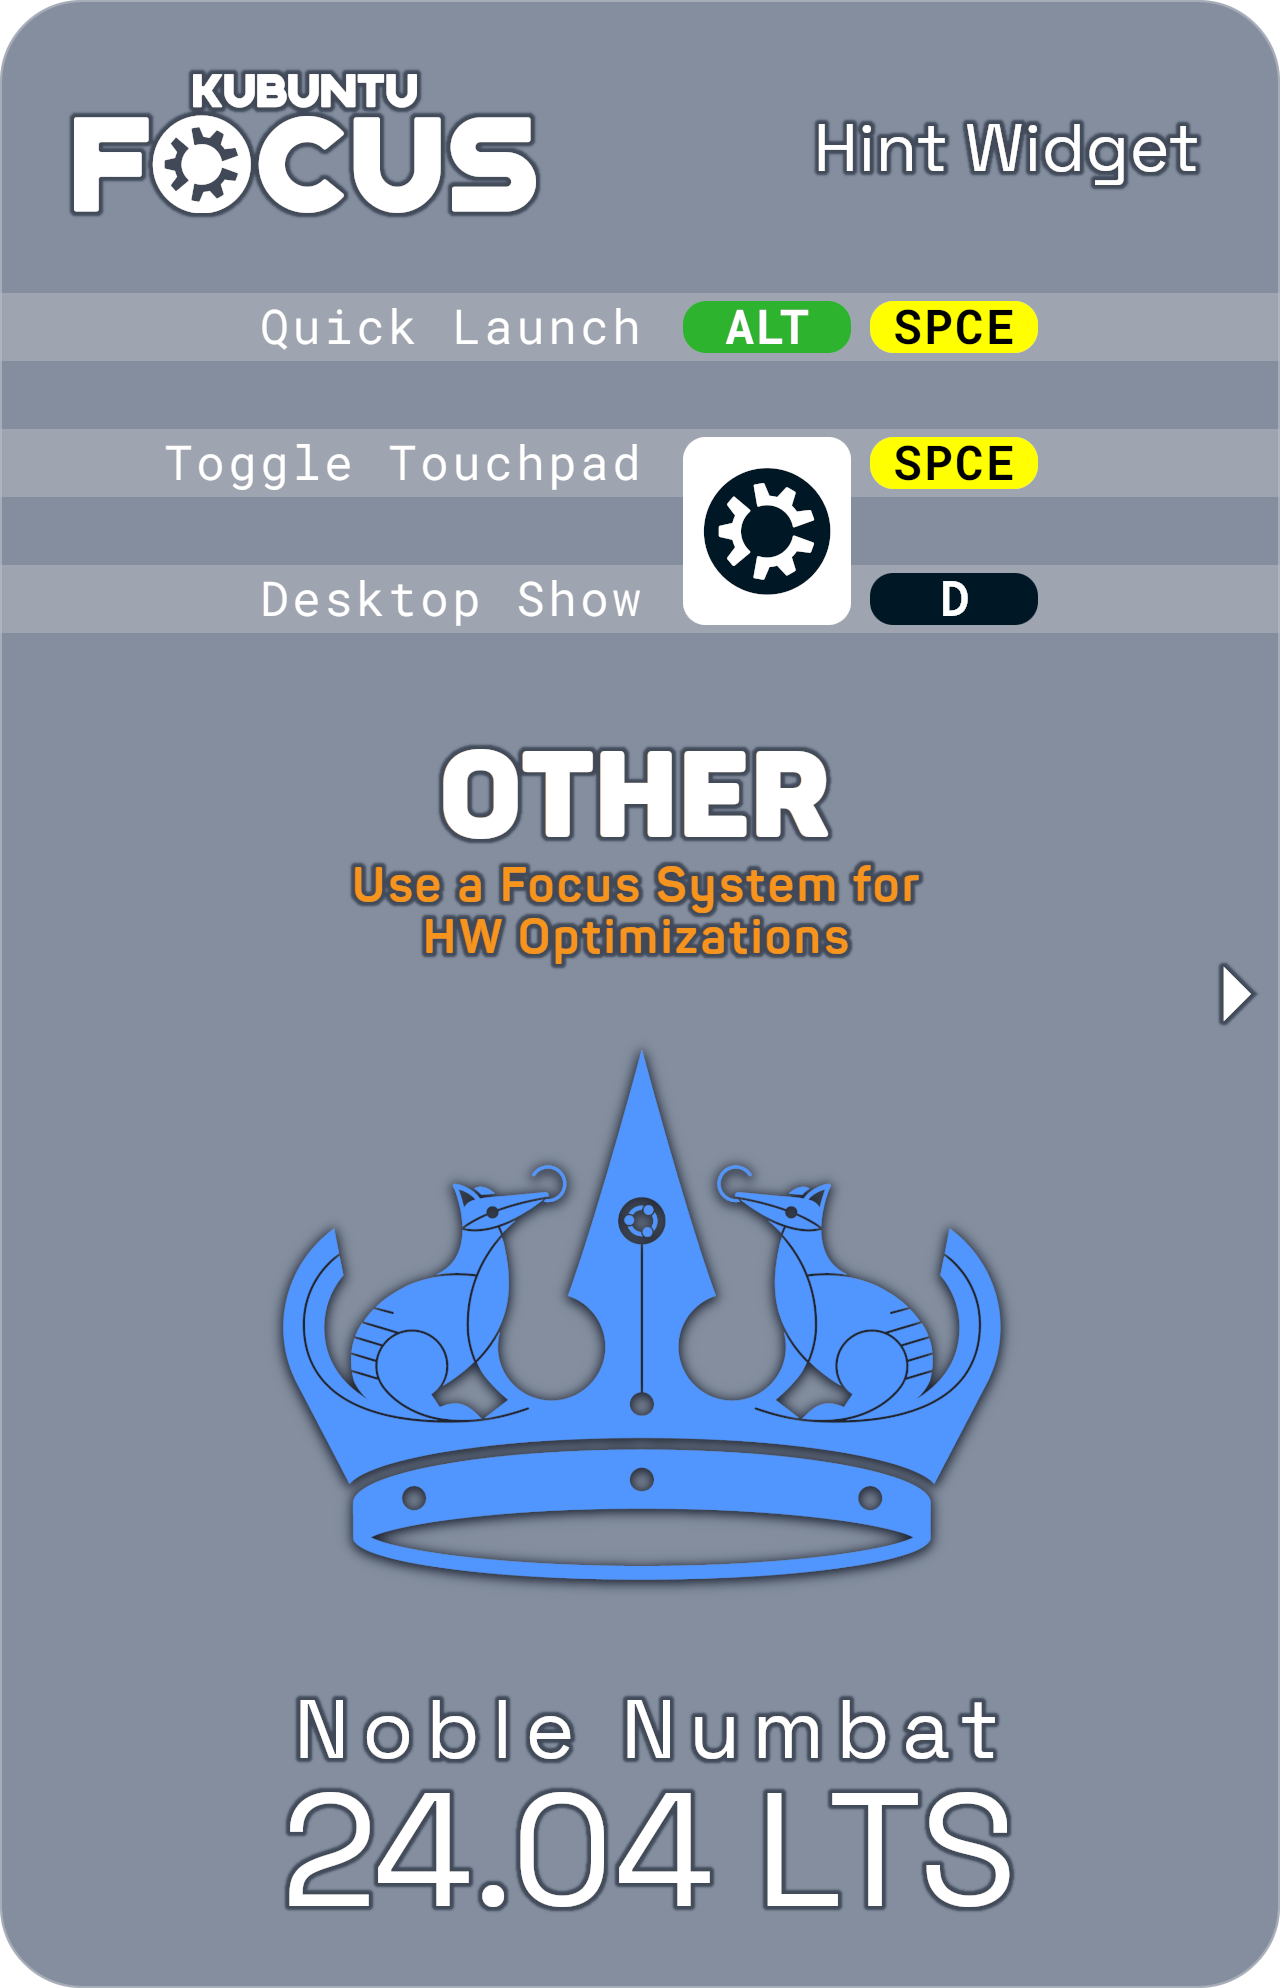 KUBUNTU
FOCUS
Hint Widget
Quick Launch ALT SPCE
Toggle Touchpad SPCE
Desktop Show D
OTHER
Use a Focus System for
HW Optimizations
Noble Numbat
24.04 LTS